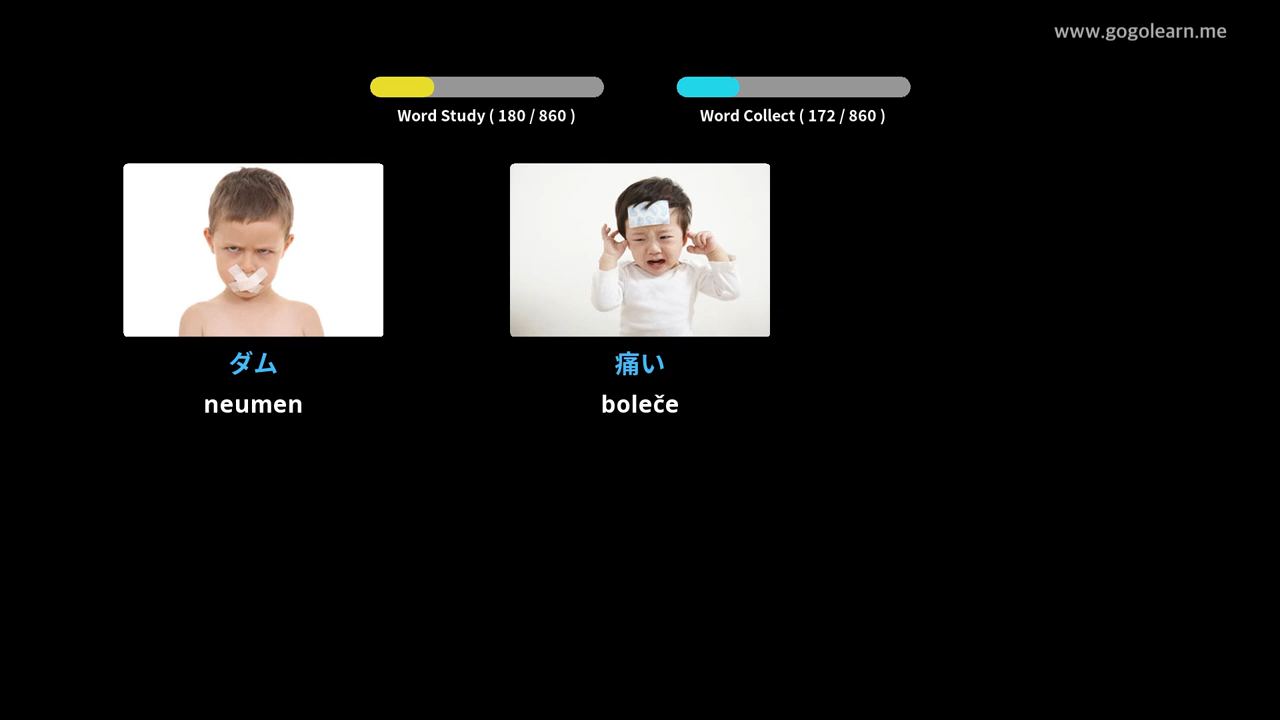 www.gogolearn.me
Word Study ( 180 / 860 )
Word Collect ( 172 / 860 )
ダム
neumen
痛い
boleče